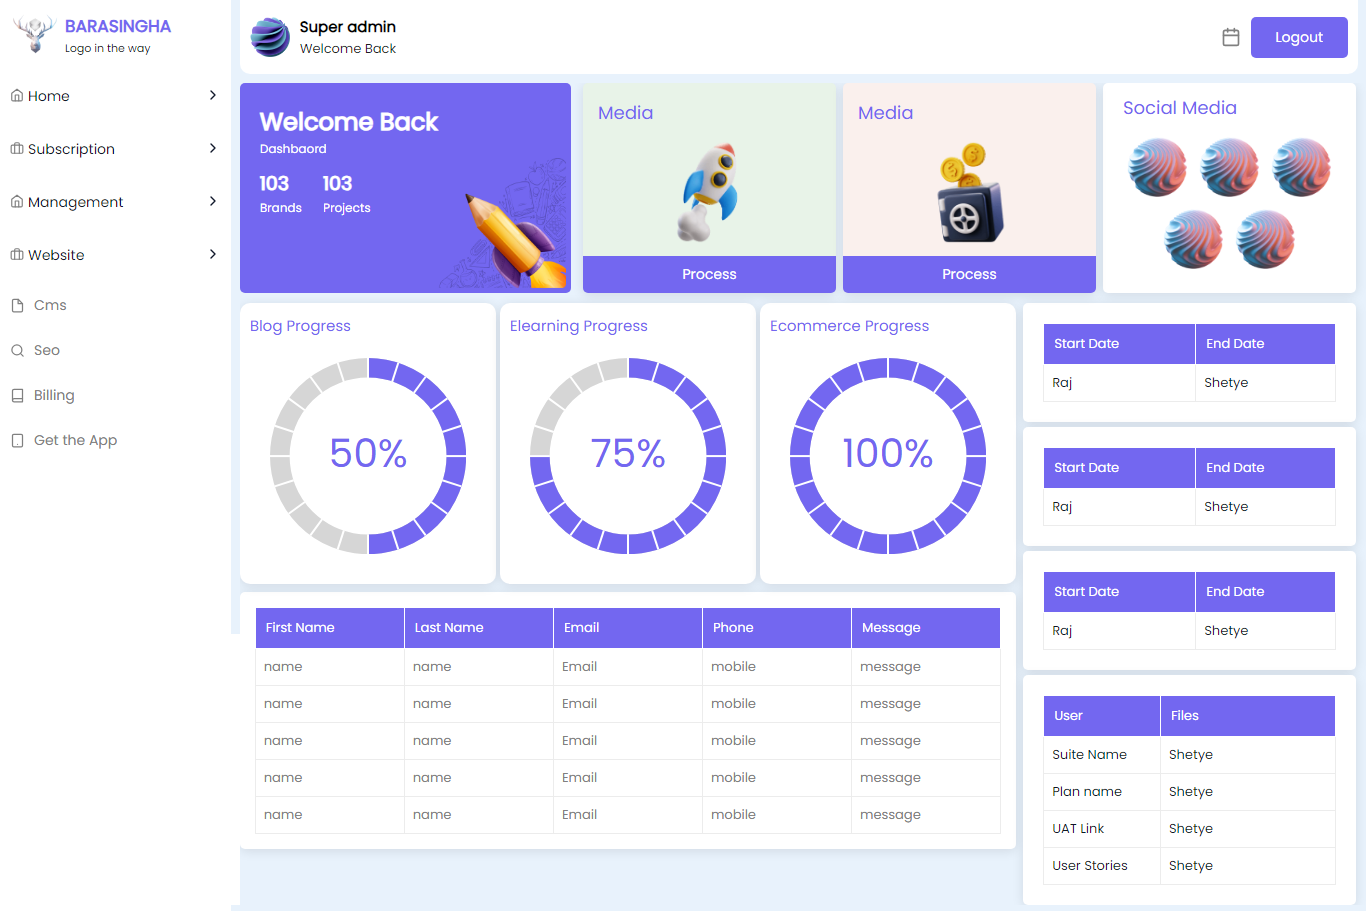 BARASINGHA
Logo in the way
Home
Subscription
Management
Website
Cms
Seo
Billing
Get the App
Super admin
Welcome Back
Logout
Welcome Back
Dashbaord
103 103
Brands Projects
Media
Process
Media
Process
Social Media
Blog Progress
50%
Elearning Progress
75%
Ecommerce Progress
100%
Start Date End Date
Raj Shetye
Start Date End Date
Raj Shetye
Start Date End Date
Raj Shetye
First Name Last Name Email Phone Message
name name Email mobile message
name name Email mobile message
name name Email mobile message
name name Email mobile message
name name Email mobile message
User Files
Suite Name Shetye
Plan name Shetye
UAT Link Shetye
User Stories Shetye